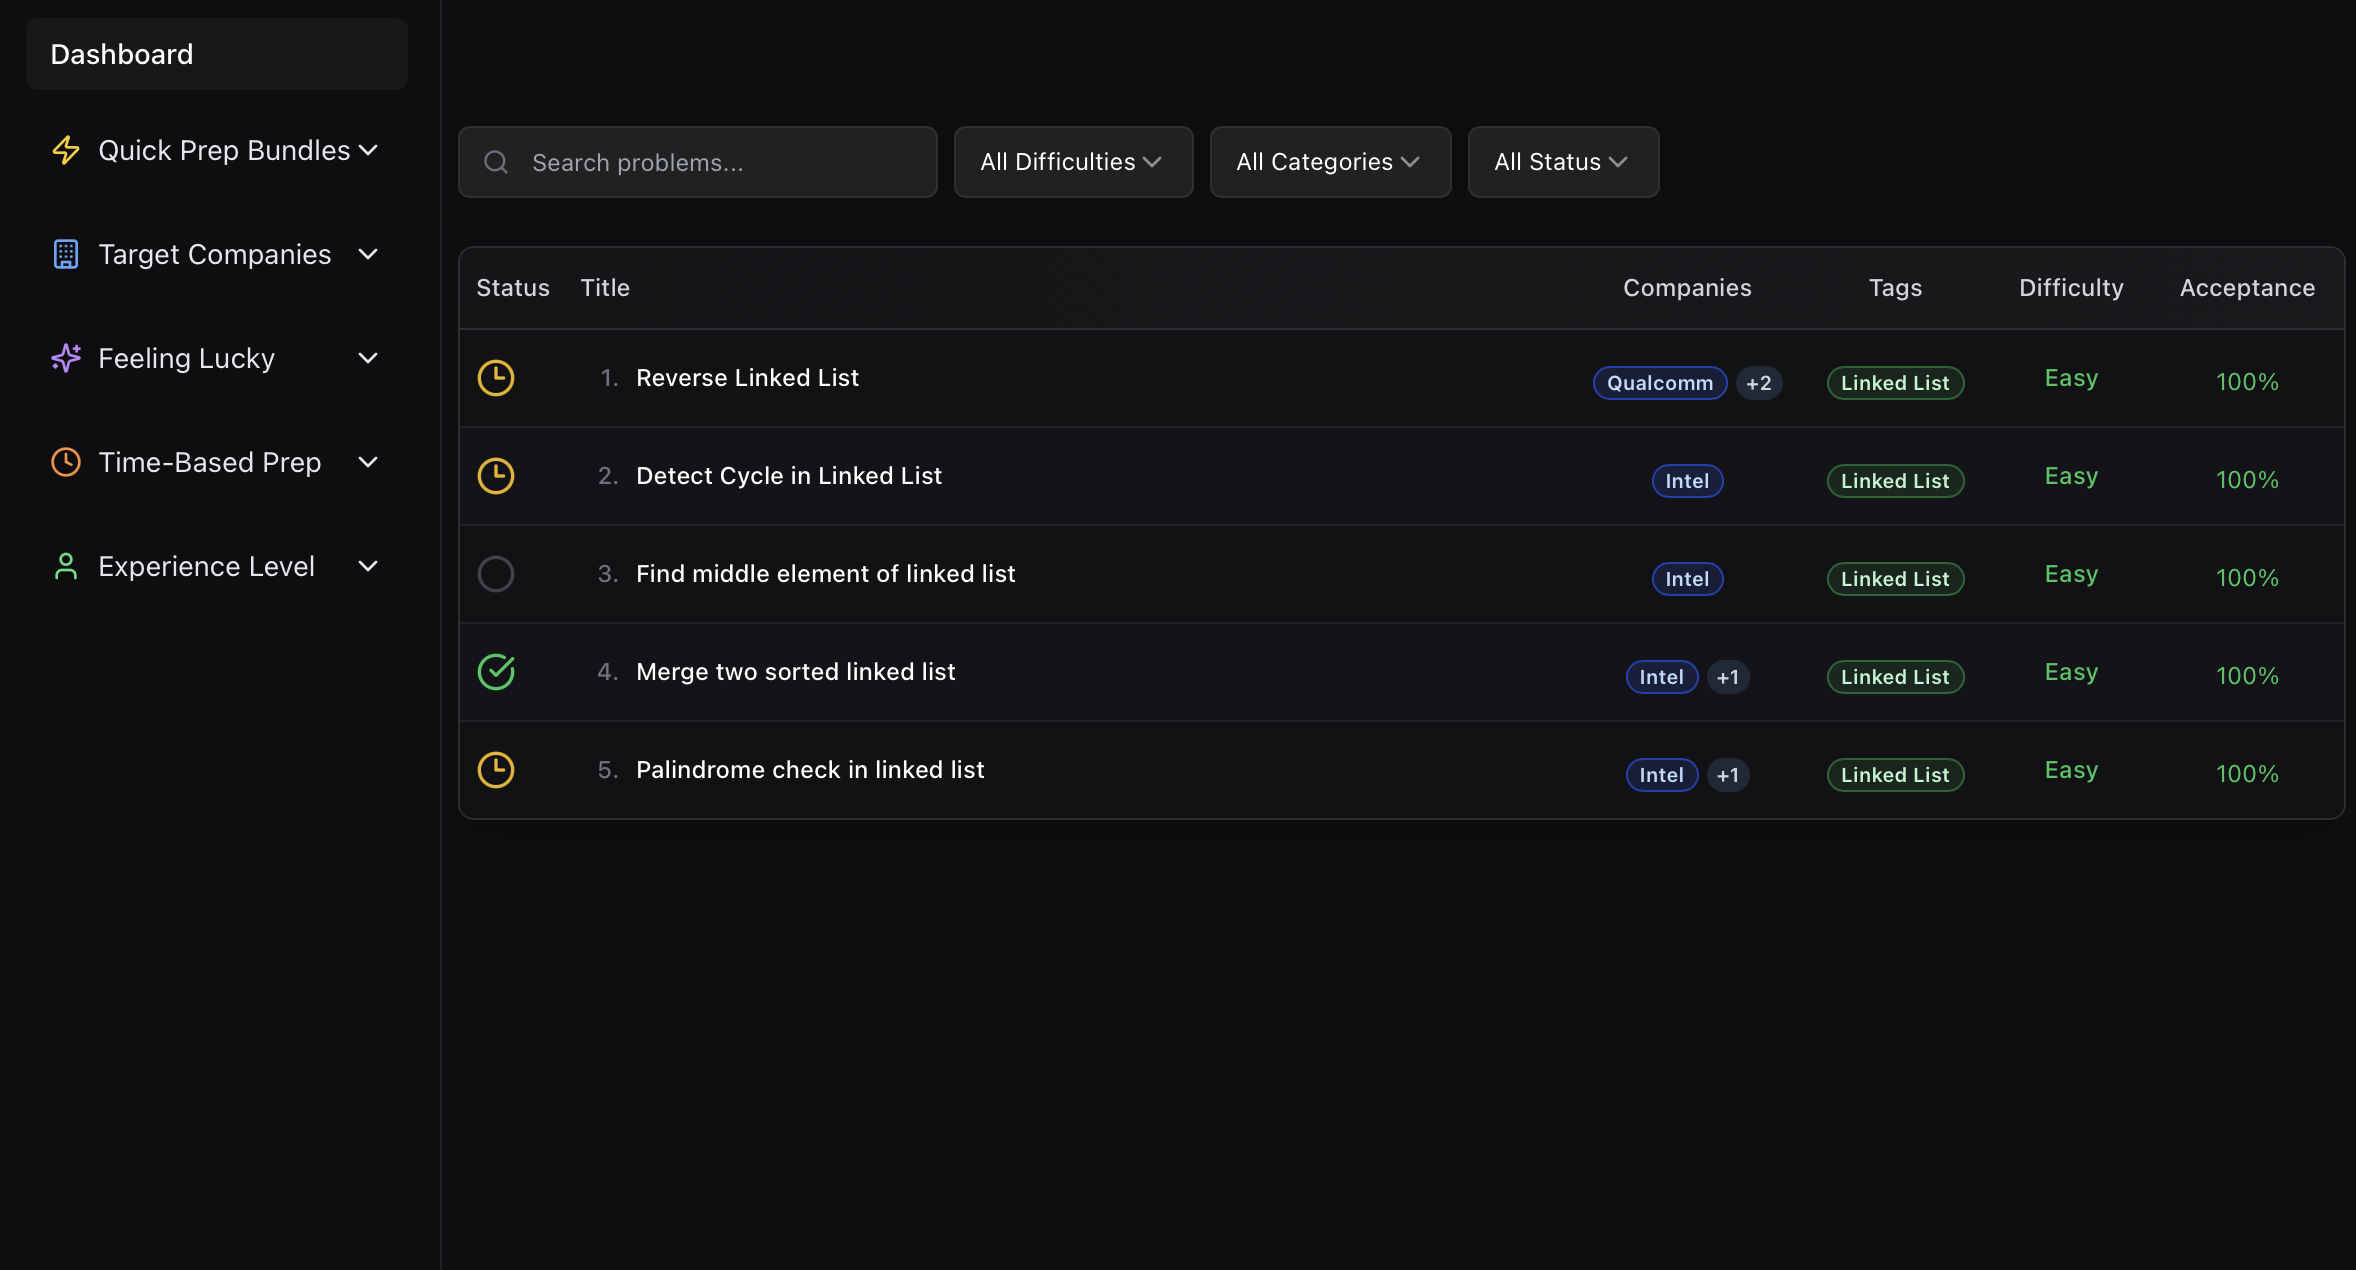 Dashboard
Quick Prep Bundles
Target Companies
Feeling Lucky
Time-Based Prep
Experience Level
Search problems...
All Difficulties
All Categories
All Status
Status Title Companies Tags Difficulty Acceptance
1. Reverse Linked List Qualcomm +2 Linked List Easy 100%
2. Detect Cycle in Linked List Intel Linked List Easy 100%
3. Find middle element of linked list Intel Linked List Easy 100%
4. Merge two sorted linked list Intel +1 Linked List Easy 100%
5. Palindrome check in linked list Intel +1 Linked List Easy 100%